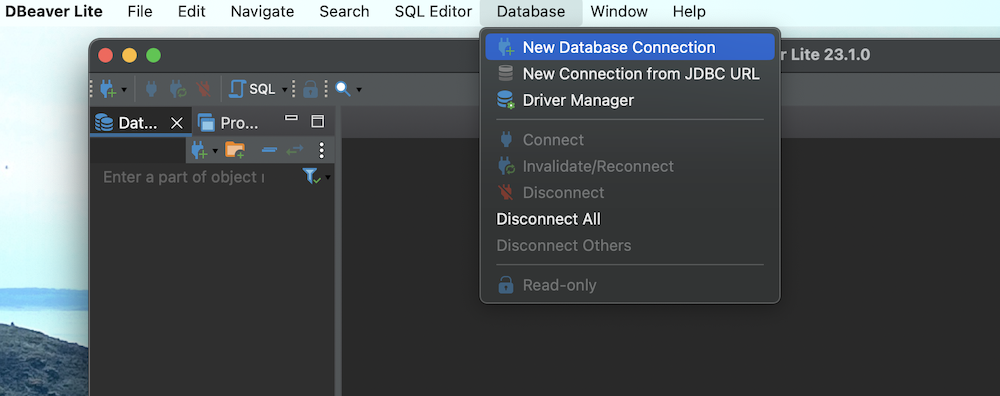 DBeaver Lite File Edit Navigate Search SQL Editor Database Window Help
r Lite 23.1.0
SQL
Dat... Pro...
Enter a part of object
New Database Connection
New Connection from JDBC URL
Driver Manager
Connect
Invalidate/Reconnect
Disconnect
Disconnect All
Disconnect Others
Read-only